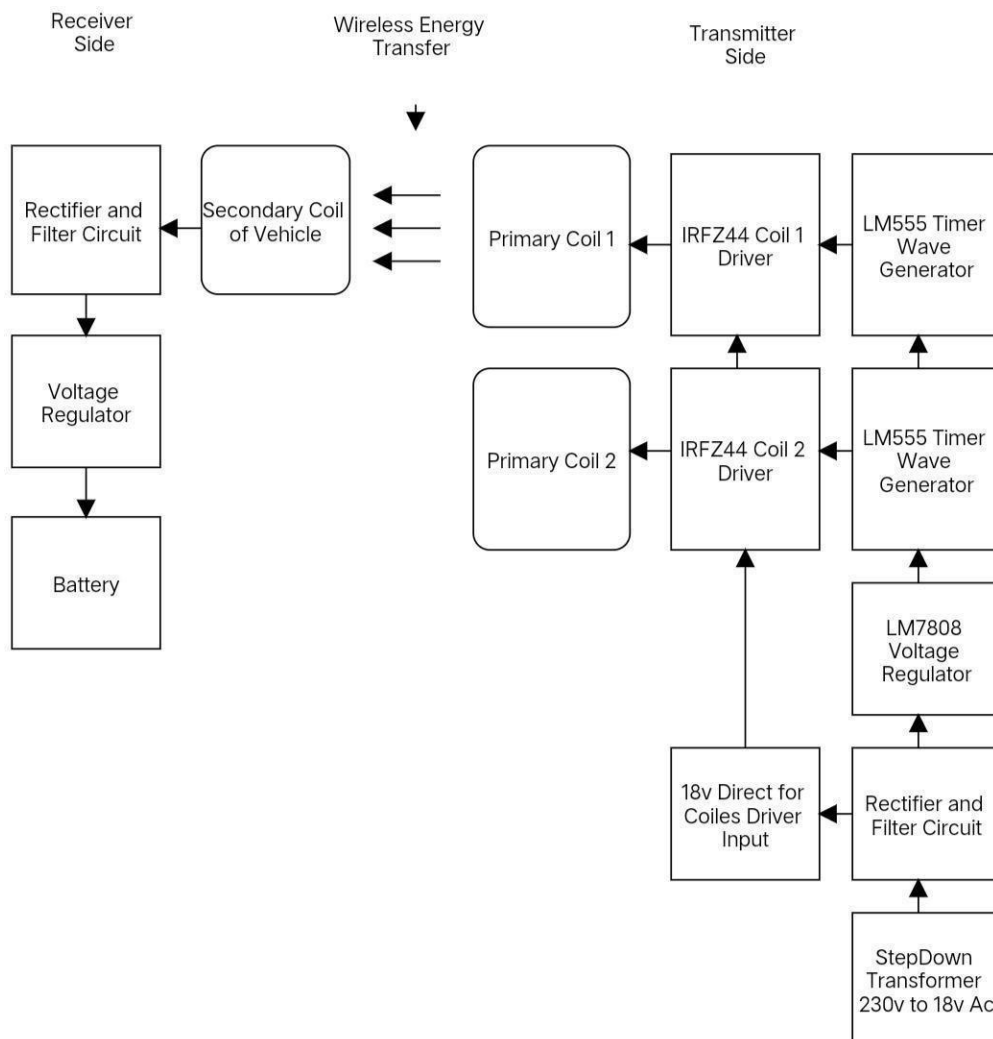 Receiver
Side
Wireless Energy
Transfer
Transmitter
Side
Rectifier and
Filter Circuit
Secondary Coil
of Vehicle
Primary Coil 1
IRFZ44 Coil 1
Driver
LM555 Timer
Wave
Generator
Voltage
Regulator
Primary Coil 2
IRFZ44 Coil 2
Driver
LM555 Timer
Wave
Generator
Battery
LM7808
Voltage
Regulator
18v Direct for
Coiles Driver
Input
Rectifier and
Filter Circuit
StepDown
Transformer
230v to 18v Ac